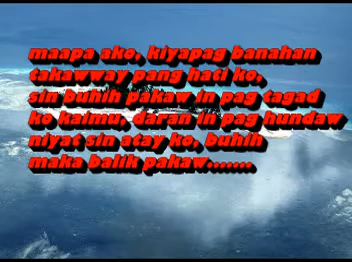 maapa ako, kiyapag banahan
takawway pang hati ko,
sin buhih pakaw in pag tagad
ko kaimu, daran in pag hundaw
niyat sin atay ko, buhih
maka balik pakaw.......